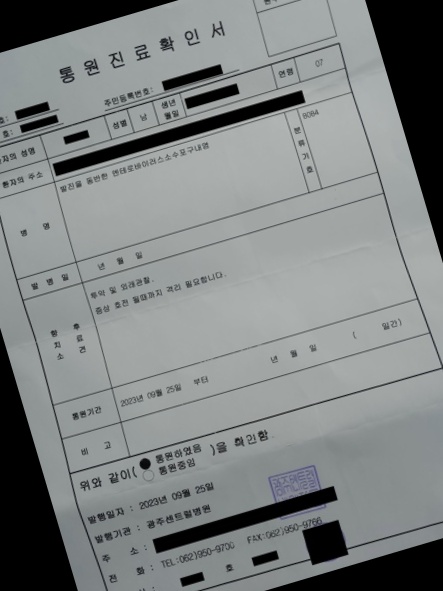 통원진료확인서
호:
주민등록번호:
호:
환자의 성명 성별 남 생년월일 연령 07
환자의 주소
병 명 발진을 동반한 엔테로바이러스소수포구내염 분류기호 B084
발병일 년 월 일
향후치료소견 투약 및 외래관찰.
증상 호전 될때까지 격리 필요합니다.
통원기간 2023년 09월 25일 부터 년 월 일 ( 일간)
비 고
위와 같이( ● 통원하였음 )을 확인함
○ 통원중임
발행일자 : 2023년 09월 25일
발행기관 : 광주센트럴병원
주 소 :
전 화 : TEL:062)950-9700 FAX:062)950-9766
호